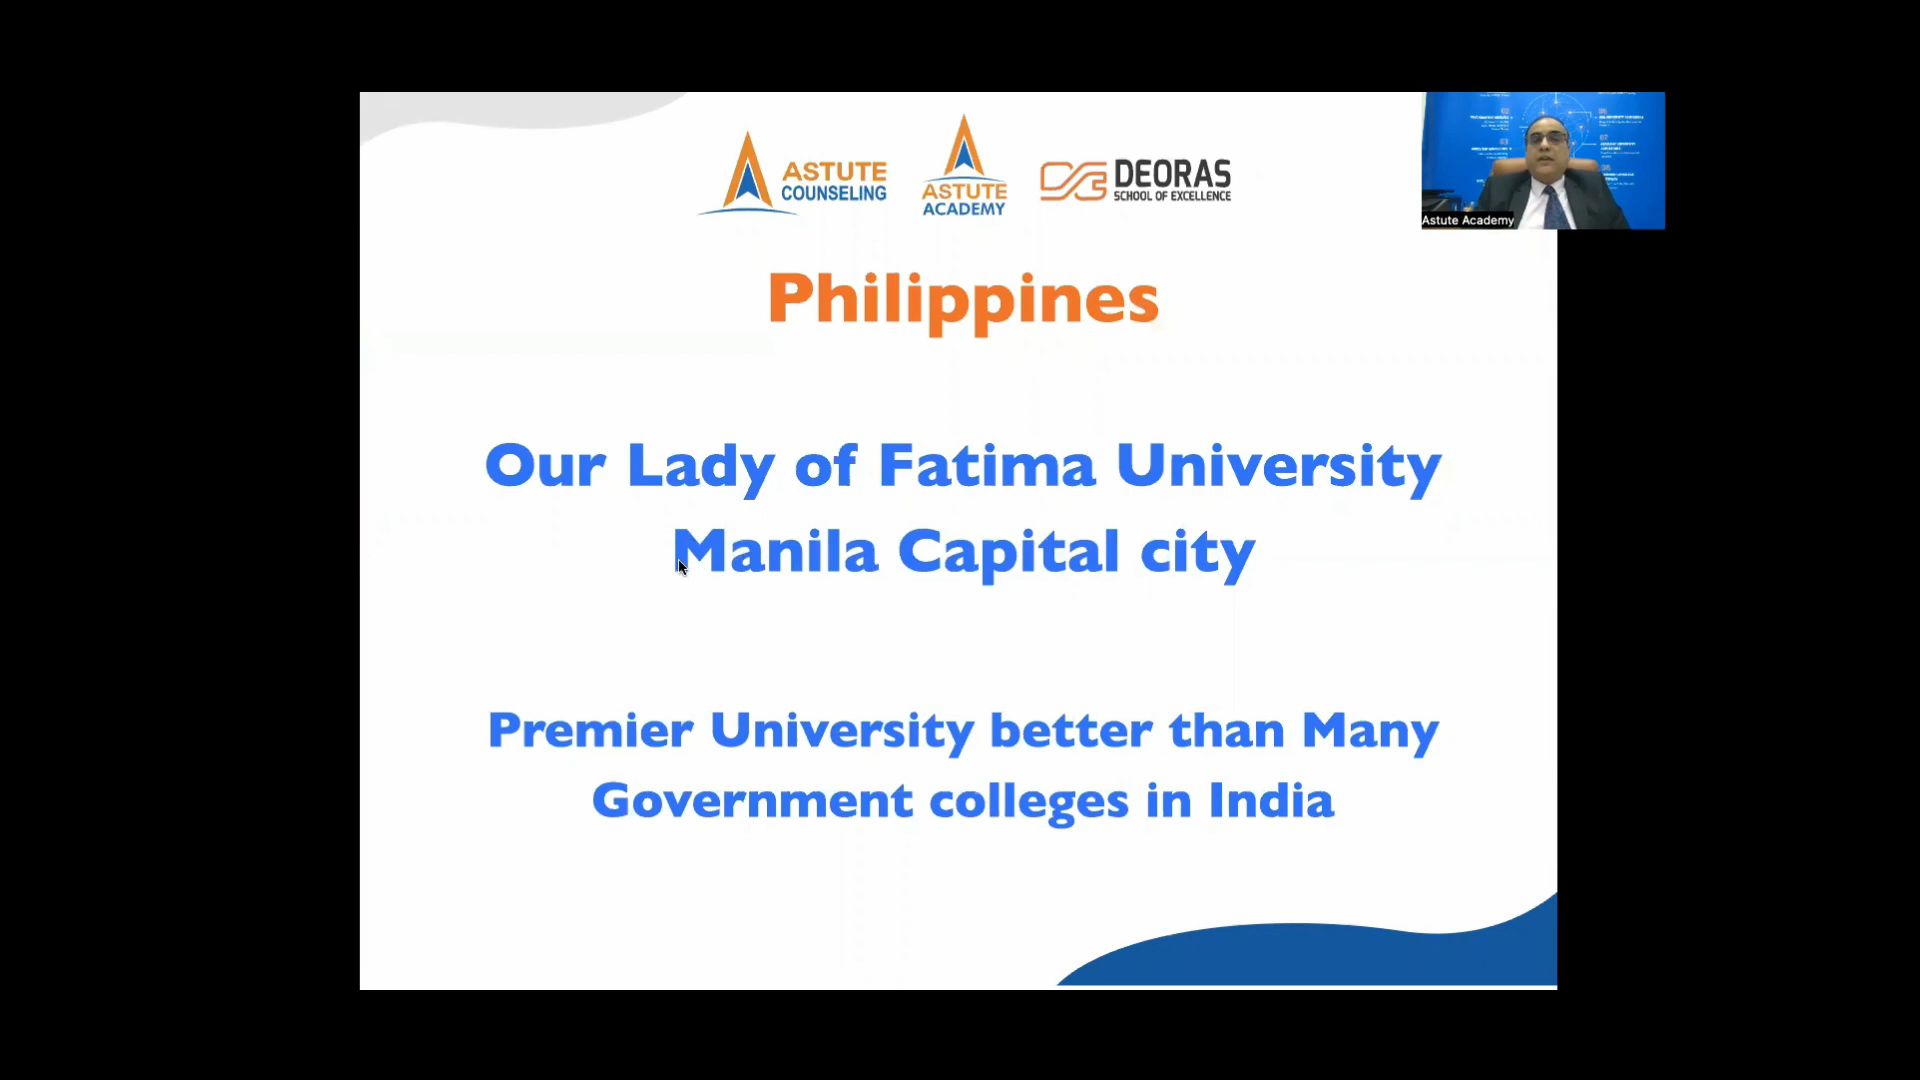 ASTUTE
COUNSELING
ASTUTE
ACADEMY
DEORAS
SCHOOL OF EXCELLENCE
Astute Academy
Philippines
Our Lady of Fatima University
Manila Capital city
Premier University better than Many
Government colleges in India